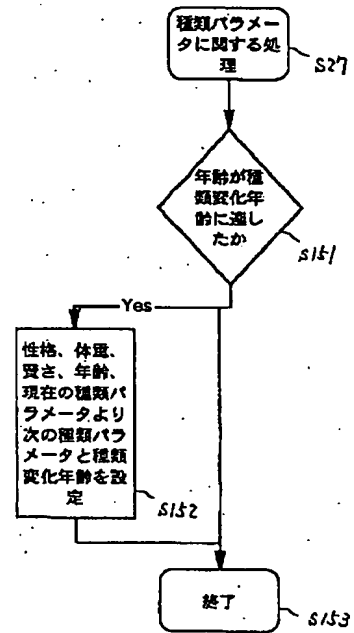 種類パラメー
タに関する処
理
S27
年齢が種
類変化年
齢に達し
たか
S151
Yes
性格、体重、
賢さ、年齢、
現在の種類パ
ラメータより
次の種類パラ
メータと種類
変化年齢を設
定
S152
終了
S153